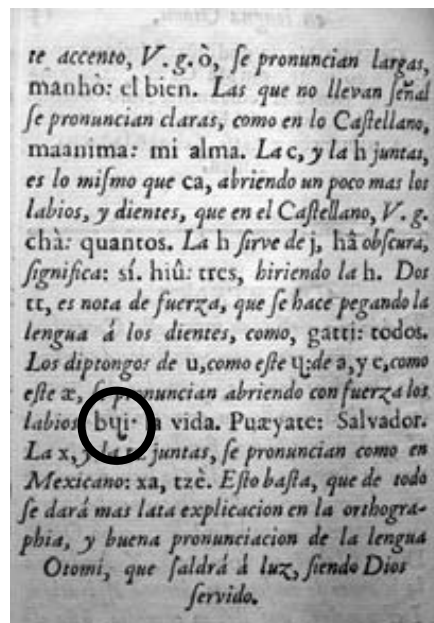 te accento, V. g. ò, ſe pronuncian largas,
manhò: el bien. Las que no llevan ſeñal
ſe pronuncian claras, como en lo Caſtellano,
maanima: mi alma. La c, y la h juntas,
es lo miſmo que ca, abriendo un poco mas los
labios, y dientes, que en el Caſtellano, V. g.
chà: quantos. La h ſirve de j, hâ obſcura,
ſignifica: sí. hiû: tres, hiriendo la h. Dos
tt, es nota de fuerza, que ſe hace pegando la
lengua á los dientes, como, gatti: todos.
Los diptongos de u, como eſte ų: de a, y e, como
eſte æ, ſe pronuncian abriendo con fuerza los
labios bųi· la vida. Puæyate: Salvador.
La x, y la juntas, ſe pronuncian como en
Mexicano: xa, tzè. Eſto baſta, que de todo
ſe dará mas lata explicacion en la orthogra-
phia, y buena pronunciacion de la lengua
Otomi, que ſaldrá á luz, ſiendo Dios
ſervido.